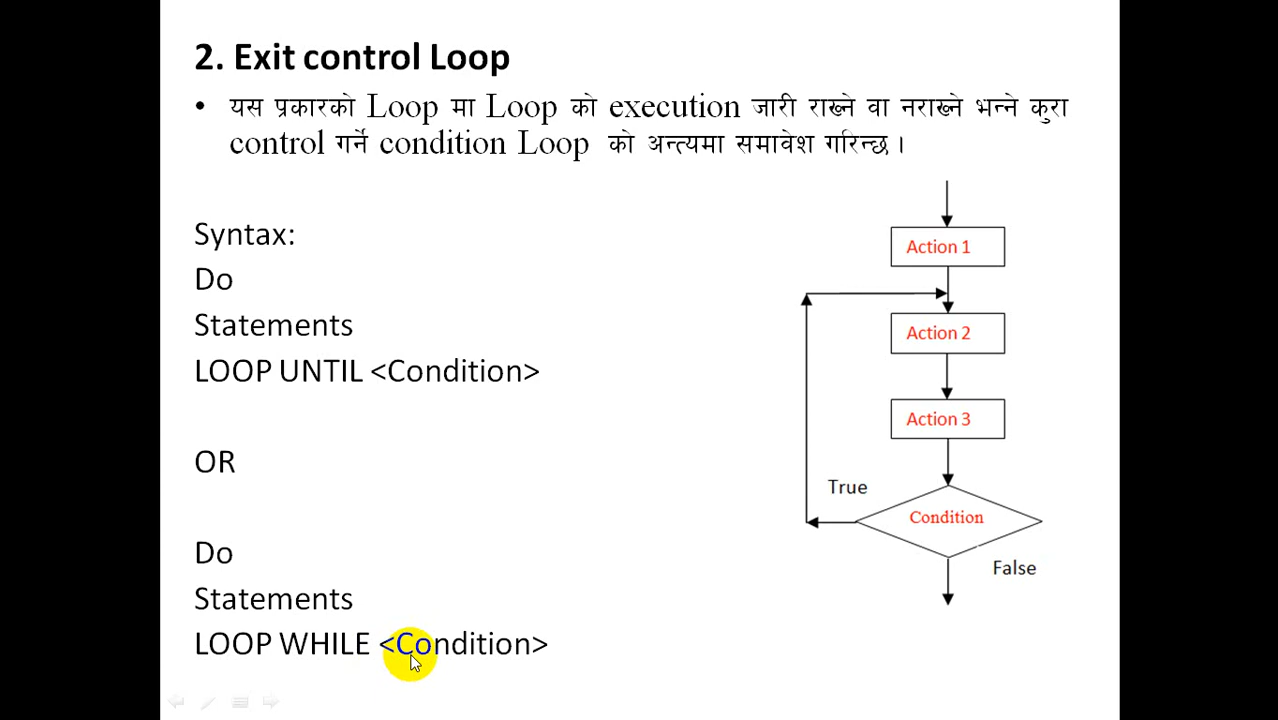 2. Exit control Loop
• यस प्रकारको Loop मा Loop को execution जारी राख्ने वा नराख्ने भन्ने कुरा
control गर्ने condition Loop को अन्त्यमा समावेश गरिन्छ ।
Syntax:
Do
Statements
LOOP UNTIL <Condition>
OR
Do
Statements
LOOP WHILE <Condition>
Action 1
Action 2
Action 3
True
Condition
False